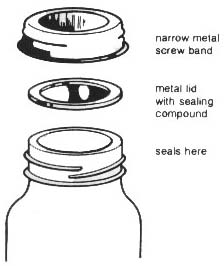 narrow metal
screw band
metal lid
with sealing
compound
seals here